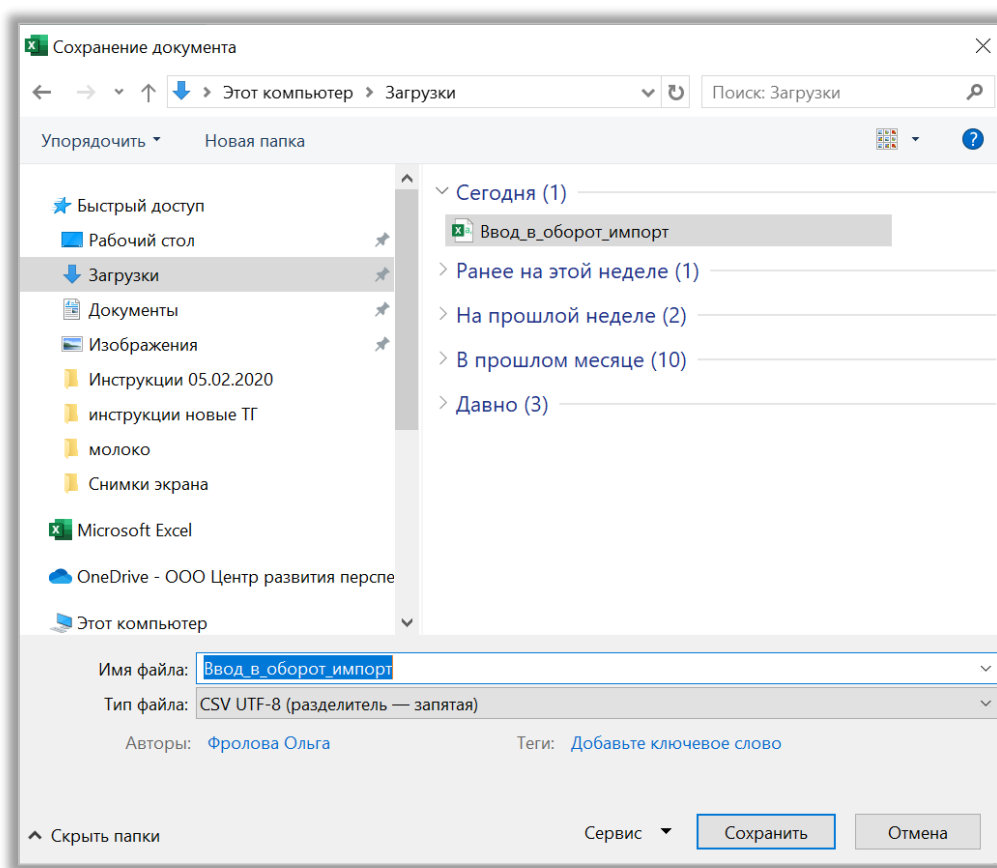 Сохранение документа
Этот компьютер Загрузки
Поиск: Загрузки
Упорядочить
Новая папка
Быстрый доступ
Рабочий стол
Загрузки
Документы
Изображения
Инструкции 05.02.2020
инструкции новые ТГ
молоко
Снимки экрана
Microsoft Excel
OneDrive - ООО Центр развития перспе
Этот компьютер
Сегодня (1)
Ввод_в_оборот_импорт
Ранее на этой неделе (1)
На прошлой неделе (2)
В прошлом месяце (10)
Давно (3)
Имя файла: Ввод_в_оборот_импорт
Тип файла: CSV UTF-8 (разделитель — запятая)
Авторы: Фролова Ольга
Теги: Добавьте ключевое слово
Скрыть папки
Сервис
Сохранить
Отмена